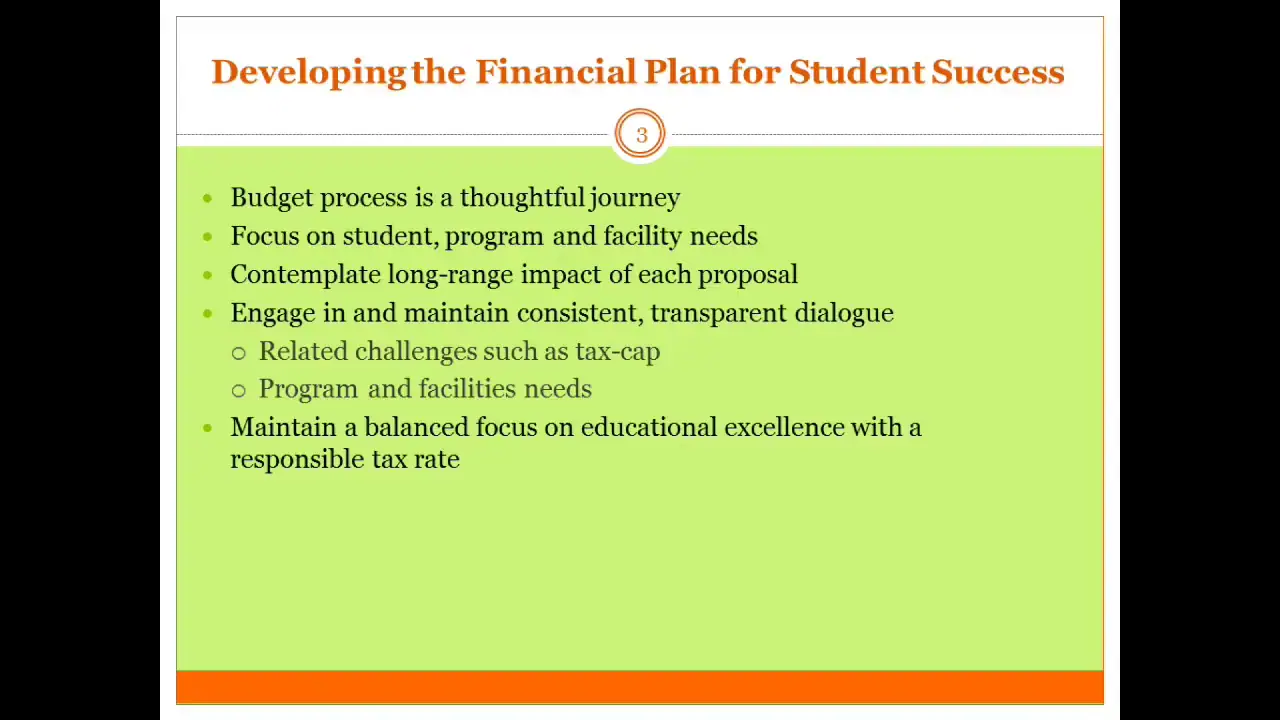 Developing the Financial Plan for Student Success
3
• Budget process is a thoughtful journey
• Focus on student, program and facility needs
• Contemplate long-range impact of each proposal
• Engage in and maintain consistent, transparent dialogue
○ Related challenges such as tax-cap
○ Program and facilities needs
• Maintain a balanced focus on educational excellence with a
responsible tax rate